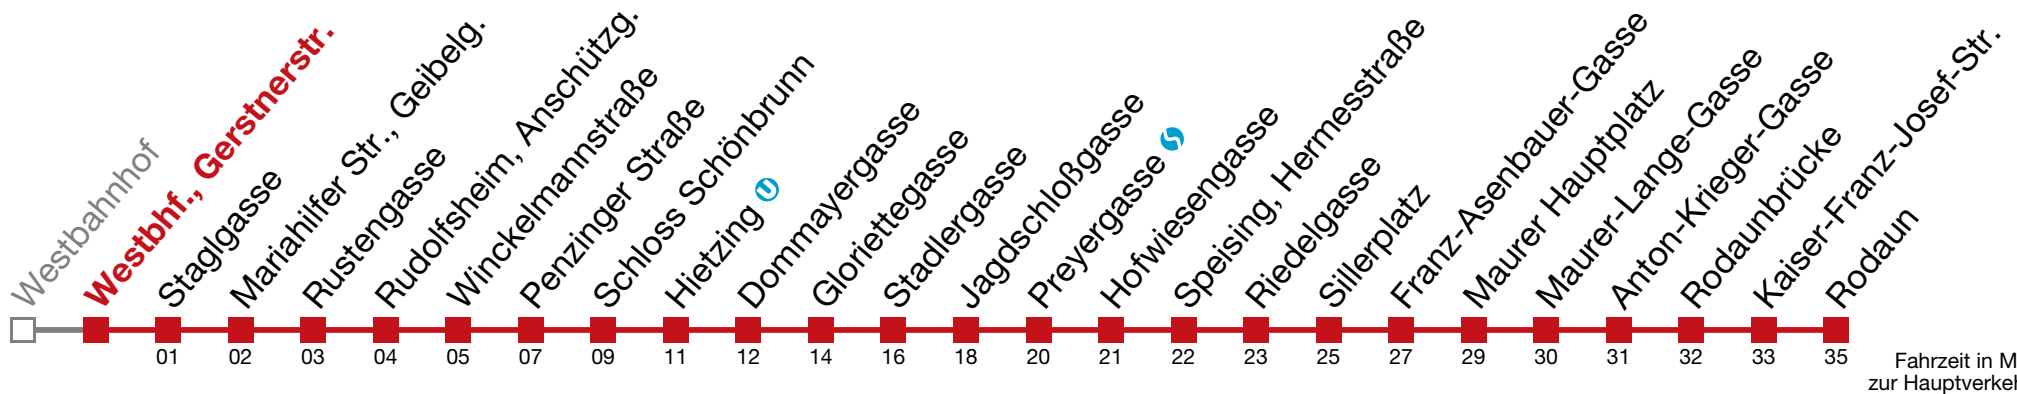 Westbahnhof
Westbhf., Gerstnerstr.
Staglgasse
Mariahilfer Str., Geibelg.
Rustengasse
Rudolfsheim, Anschützg.
Winckelmannstraße
Penzinger Straße
Schloss Schönbrunn
Hietzing U
Dommayergasse
Gloriettegasse
Stadlergasse
Jagdschloßgasse
Preyergasse S
Hofwiesengasse
Speising, Hermesstraße
Riedelgasse
Sillerplatz
Franz-Asenbauer-Gasse
Maurer Hauptplatz
Maurer-Lange-Gasse
Anton-Krieger-Gasse
Rodaunbrücke
Kaiser-Franz-Josef-Str.
Rodaun
01 02 03 04 05 07 09 11 12 14 16 18 20 21 22 23 25 27 29 30 31 32 33 35
Fahrzeit in M
zur Hauptverkeh